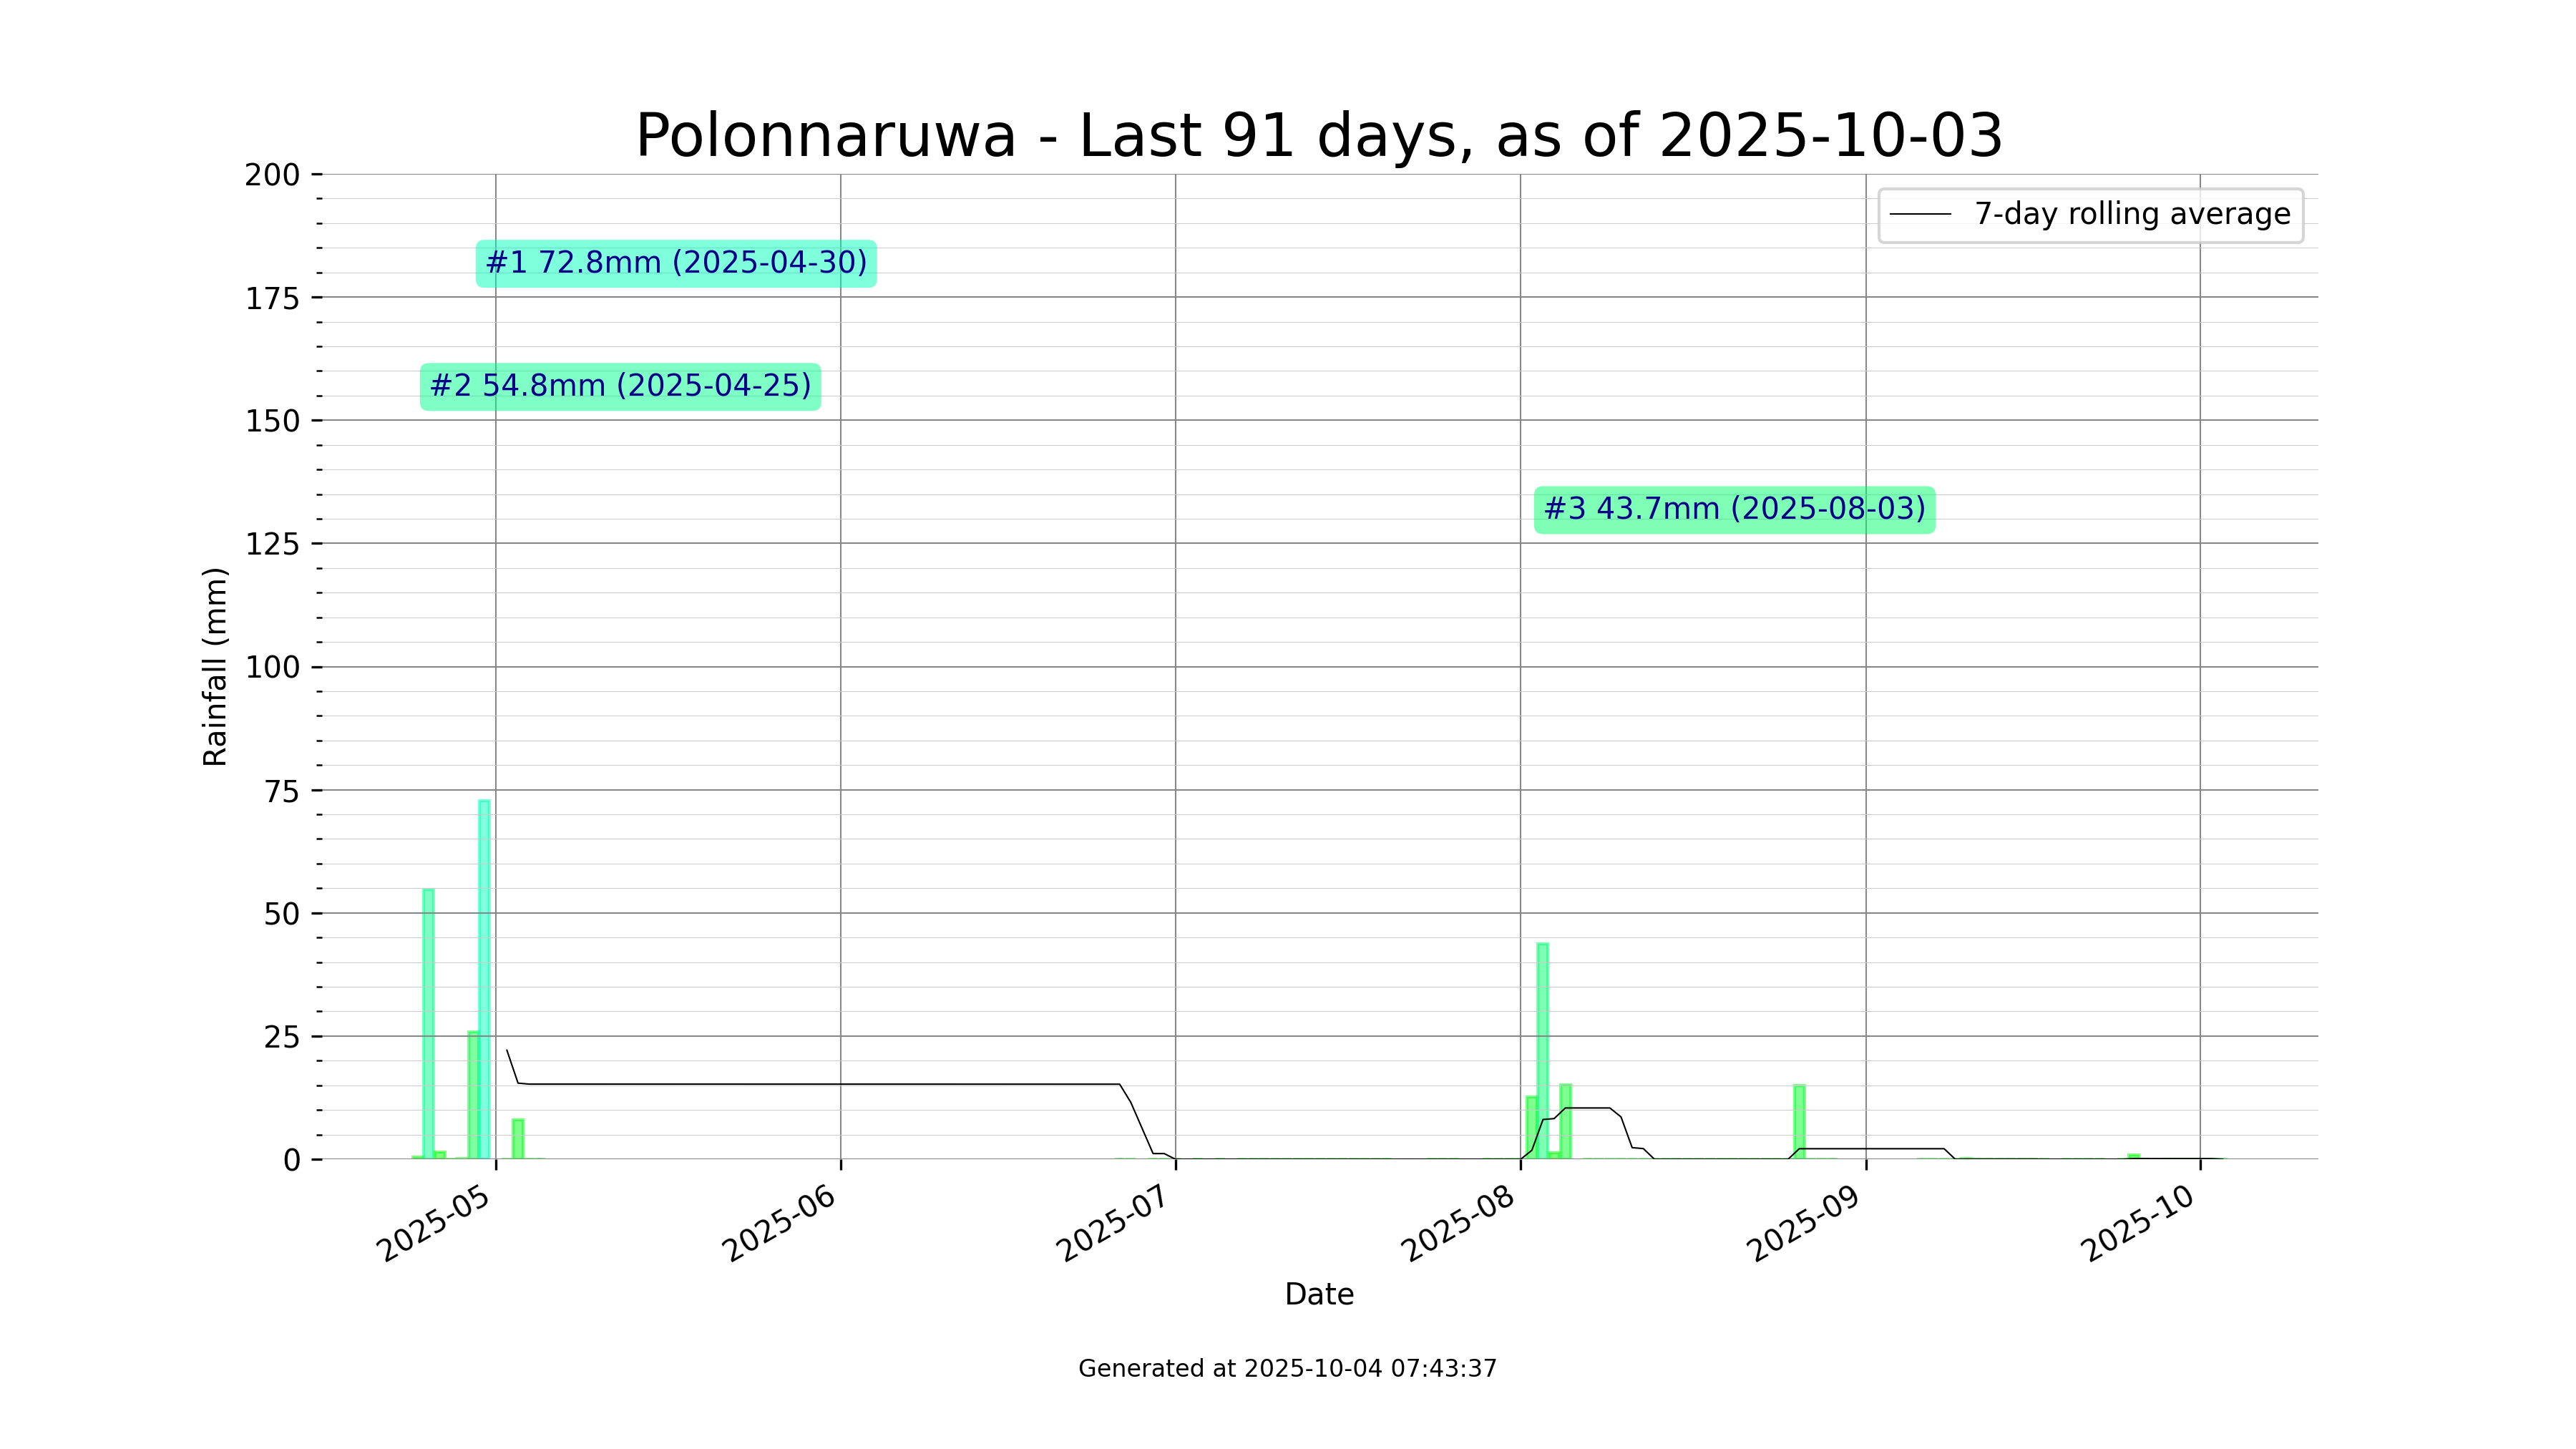 Polonnaruwa - Last 91 days, as of 2025-10-03
7-day rolling average
#1 72.8mm (2025-04-30)
#2 54.8mm (2025-04-25)
#3 43.7mm (2025-08-03)
Rainfall (mm)
200
175
150
125
100
75
50
25
0
2025-05
2025-06
2025-07
2025-08
2025-09
2025-10
Date
Generated at 2025-10-04 07:43:37